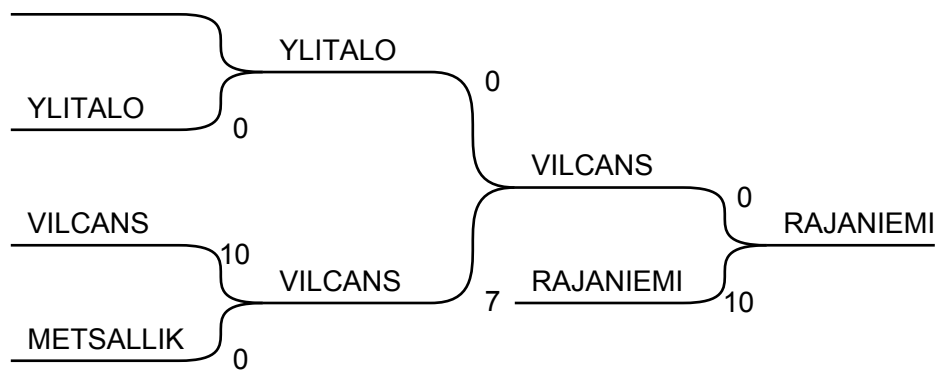 YLITALO
0
YLITALO
0
VILCANS
0
VILCANS
10
RAJANIEMI
VILCANS
7
RAJANIEMI
10
METSALLIK
0